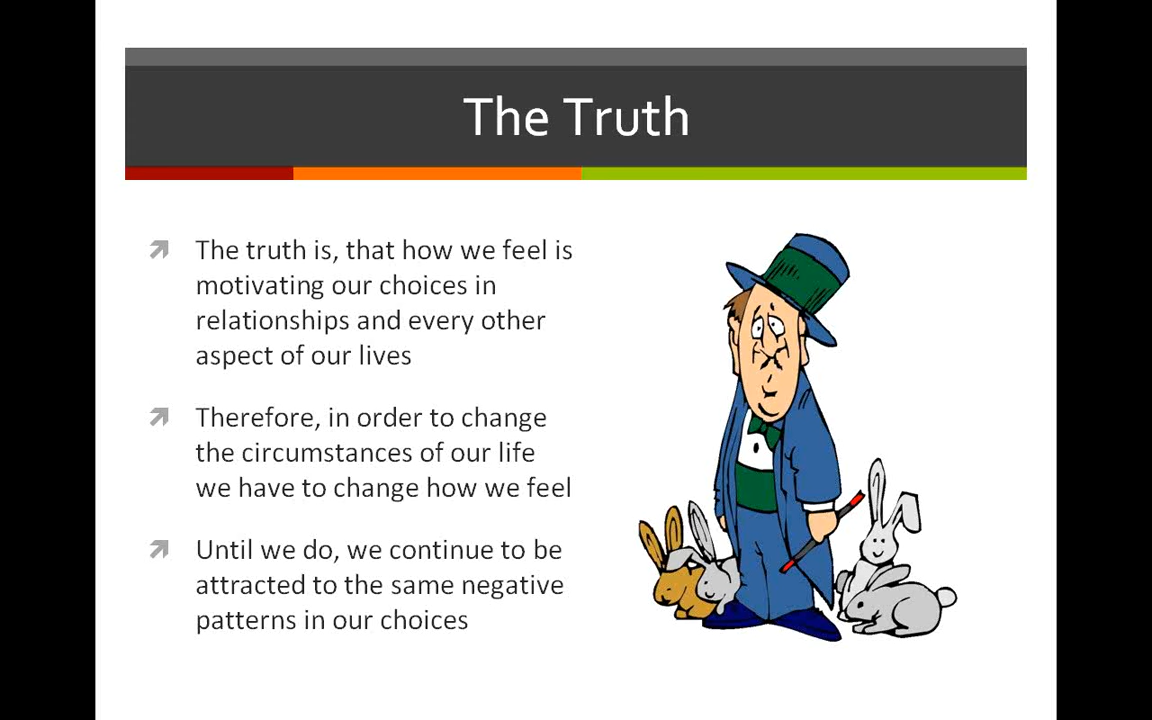 The Truth
The truth is, that how we feel is
motivating our choices in
relationships and every other
aspect of our lives
Therefore, in order to change
the circumstances of our life
we have to change how we feel
Until we do, we continue to be
attracted to the same negative
patterns in our choices